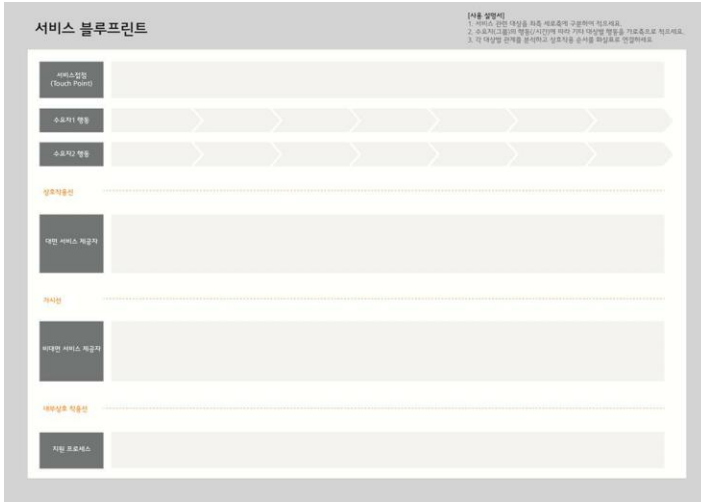 서비스 블루프린트
[사용 설명서]
1. 서비스 관련 대상을 좌측 세로축에 구분하여 적으세요.
2. 수요자(그룹)의 행동(/시간)에 따라 기타 대상별 행동을 가로축으로 적으세요.
3. 각 대상별 관계를 분석하고 상호작용 순서를 화살표로 연결하세요
서비스접점
(Touch Point)
수요자1 행동
수요자2 행동
상호작용선
대면 서비스 제공자
가시선
비대면 서비스 제공자
내부상호 작용선
지원 프로세스